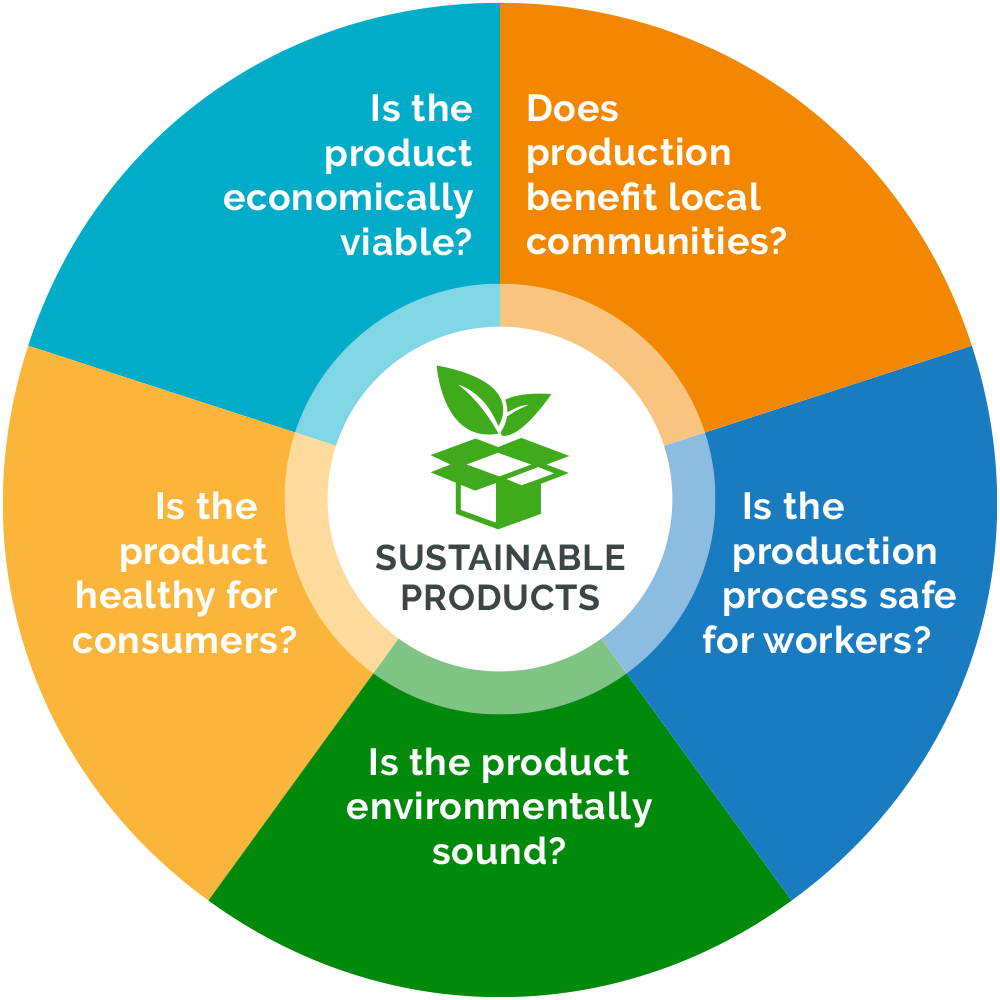 Is the
product
economically
viable?
Does
production
benefit local
communities?
Is the
production
process safe
for workers?
Is the product
environmentally
sound?
Is the
product
healthy for
consumers?
SUSTAINABLE
PRODUCTS